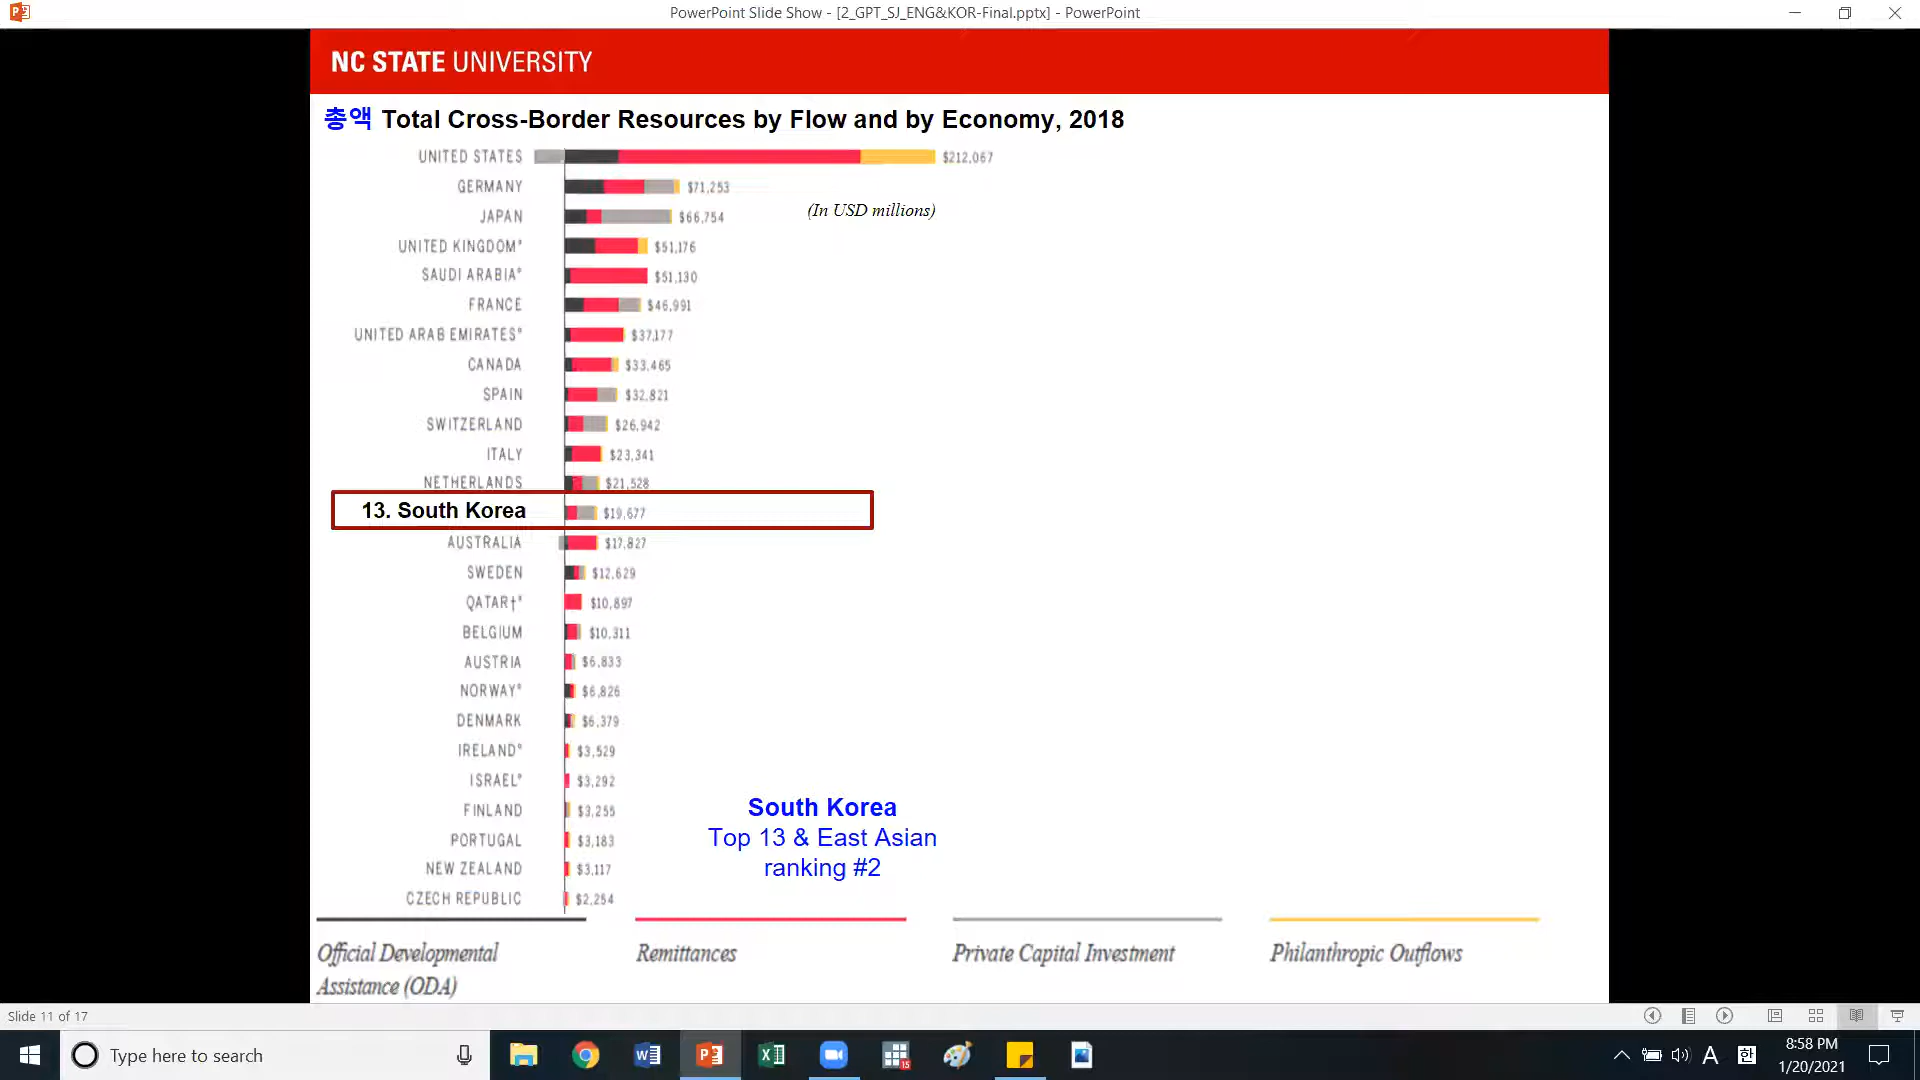 PowerPoint Slide Show - [2_GPT_SJ_ENG&KOR-Final.pptx] - PowerPoint
NC STATE UNIVERSITY
총액 Total Cross-Border Resources by Flow and by Economy, 2018
UNITED STATES $212,067
GERMANY $71,253
(In USD millions)
JAPAN $66,754
UNITED KINGDOM° $51,176
SAUDI ARABIA° $51,130
FRANCE $46,991
UNITED ARAB EMIRATES° $37,177
CANADA $33,465
SPAIN $32,821
SWITZERLAND $26,942
ITALY $23,341
NETHERLANDS $21,528
13. South Korea $19,677
AUSTRALIA $17,827
SWEDEN $12,629
QATAR†° $10,897
BELGIUM $10,311
AUSTRIA $6,833
NORWAY° $6,826
DENMARK $6,379
IRELAND° $3,529
ISRAEL° $3,292
FINLAND $3,255
PORTUGAL $3,183
NEW ZEALAND $3,117
CZECH REPUBLIC $2,254
South Korea
Top 13 & East Asian
ranking #2
Official Developmental
Assistance (ODA)
Remittances
Private Capital Investment
Philanthropic Outflows
Slide 11 of 17
Type here to search
15
A
한
8:58 PM
1/20/2021